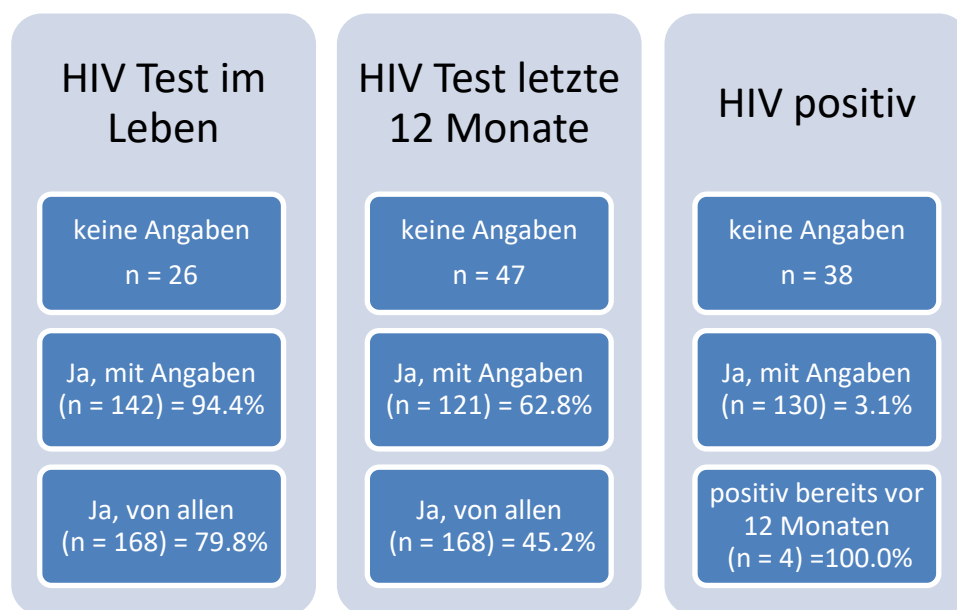 HIV Test im
Leben
keine Angaben
n = 26
Ja, mit Angaben
(n = 142) = 94.4%
Ja, von allen
(n = 168) = 79.8%
HIV Test letzte
12 Monate
keine Angaben
n = 47
Ja, mit Angaben
(n = 121) = 62.8%
Ja, von allen
(n = 168) = 45.2%
HIV positiv
keine Angaben
n = 38
Ja, mit Angaben
(n = 130) = 3.1%
positiv bereits vor
12 Monaten
(n = 4) =100.0%